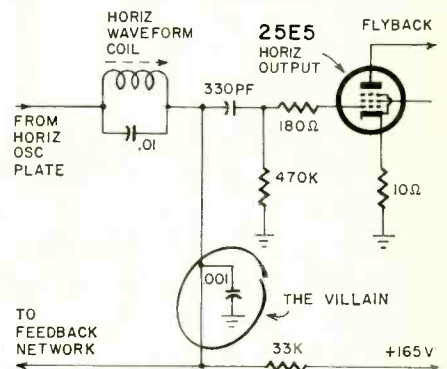 HORIZ
WAVEFORM
COIL
.01
FROM
HORIZ
OSC
PLATE
330PF
25E5
HORIZ
OUTPUT
FLYBACK
180Ω
470K
10Ω
.001
THE VILLAIN
TO
FEEDBACK
NETWORK
33K
+165V